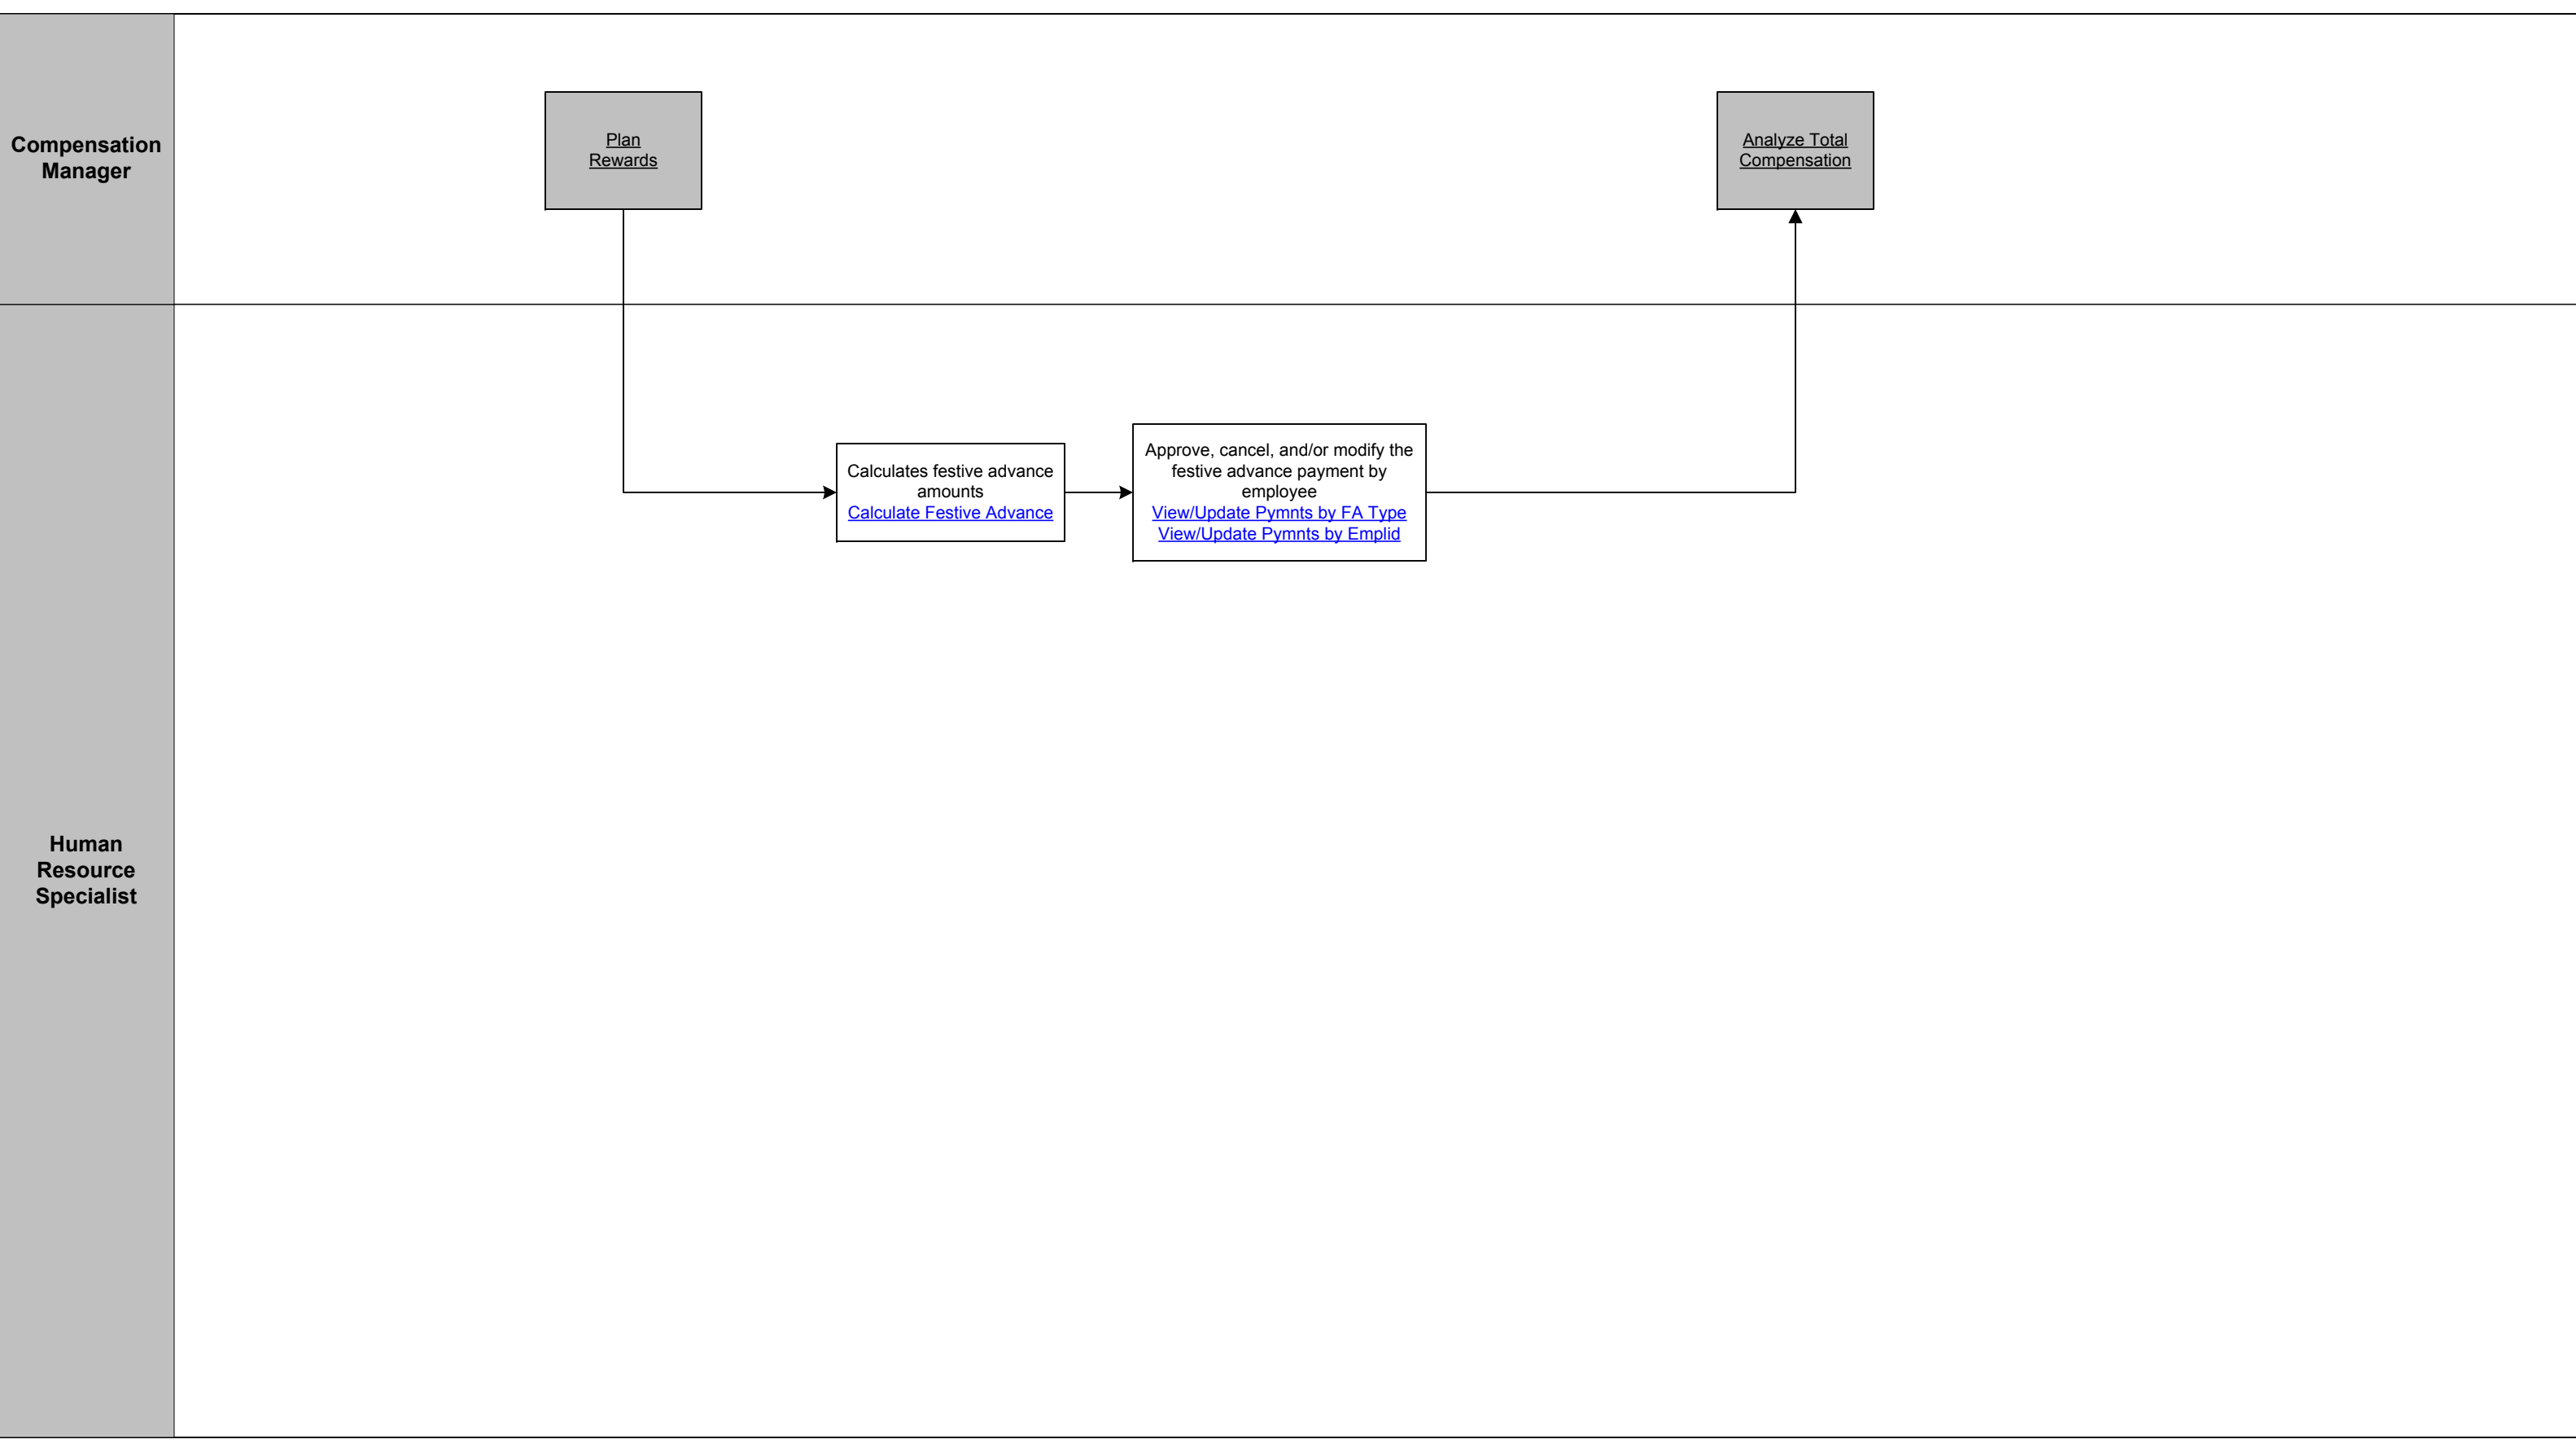 Compensation
Manager
Plan
Rewards
Analyze Total
Compensation
Human
Resource
Specialist
Calculates festive advance
amounts
Calculate Festive Advance
Approve, cancel, and/or modify the
festive advance payment by
employee
View/Update Pymnts by FA Type
View/Update Pymnts by Emplid